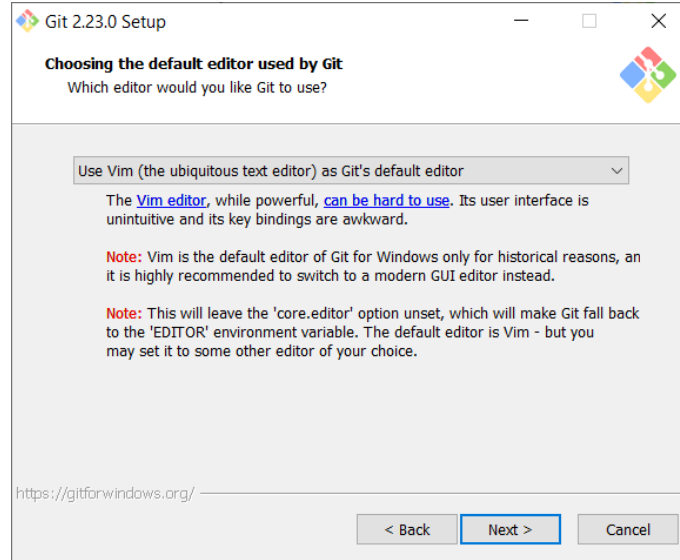 Git 2.23.0 Setup
Choosing the default editor used by Git
Which editor would you like Git to use?
Use Vim (the ubiquitous text editor) as Git's default editor
The Vim editor, while powerful, can be hard to use. Its user interface is
unintuitive and its key bindings are awkward.
Note: Vim is the default editor of Git for Windows only for historical reasons, an
it is highly recommended to switch to a modern GUI editor instead.
Note: This will leave the 'core.editor' option unset, which will make Git fall back
to the 'EDITOR' environment variable. The default editor is Vim - but you
may set it to some other editor of your choice.
https://gitforwindows.org/
< Back
Next >
Cancel